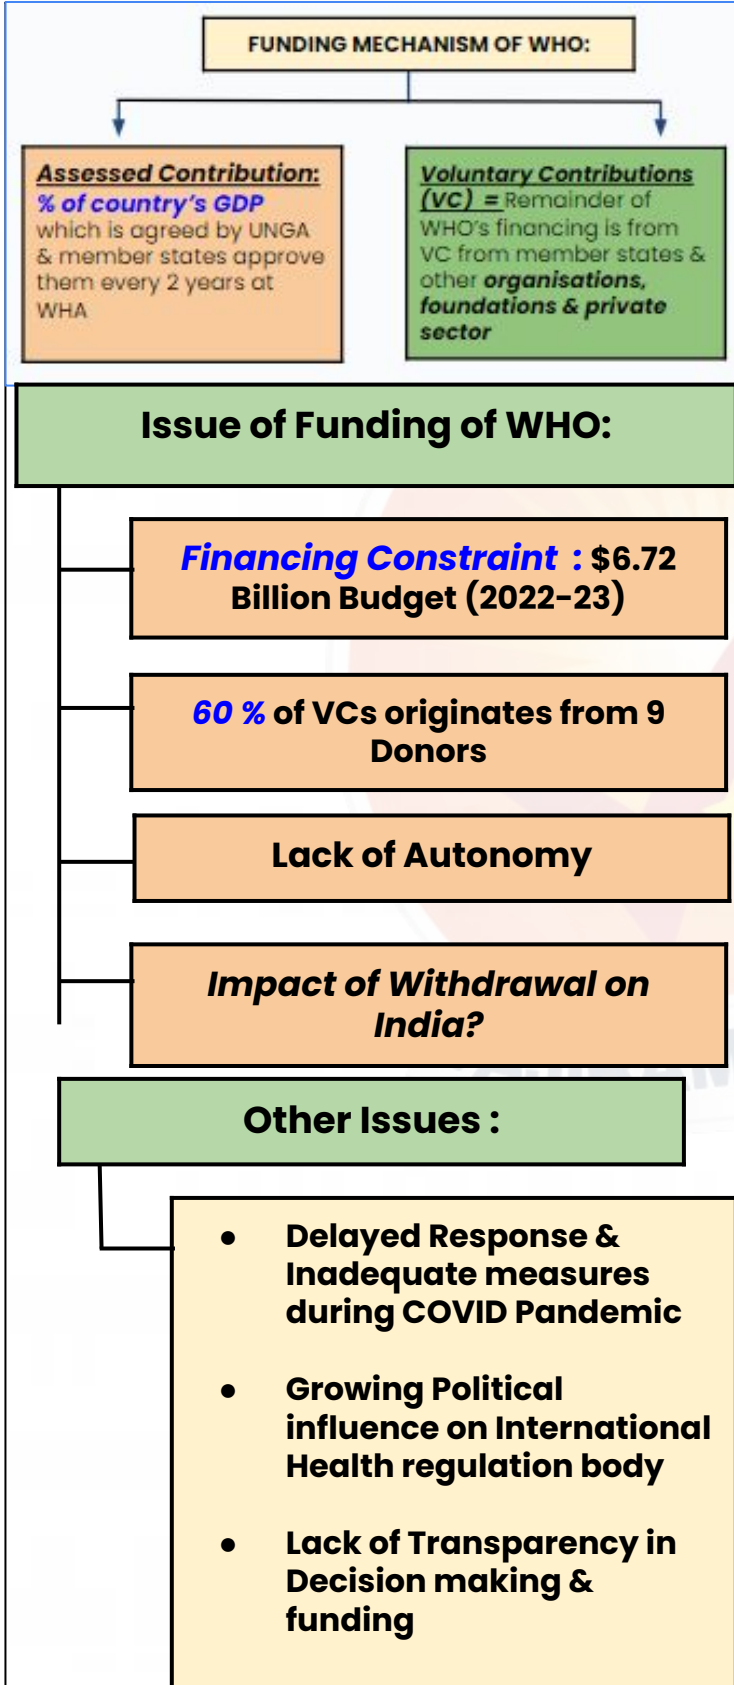 FUNDING MECHANISM OF WHO:
Assessed Contribution:
% of country's GDP
which is agreed by UNGA
& member states approve
them every 2 years at
WHA
Voluntary Contributions
(VC) = Remainder of
WHO's financing is from
VC from member states &
other organisations,
foundations & private
sector
Issue of Funding of WHO:
Financing Constraint : $6.72
Billion Budget (2022-23)
60 % of VCs originates from 9
Donors
Lack of Autonomy
Impact of Withdrawal on
India?
Other Issues :
● Delayed Response &
Inadequate measures
during COVID Pandemic
● Growing Political
influence on International
Health regulation body
● Lack of Transparency in
Decision making &
funding